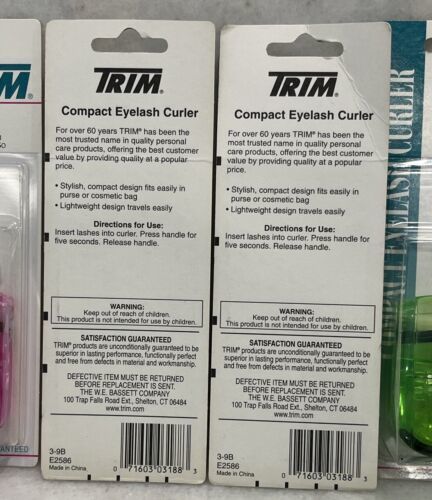 IM®
TRIM®
Compact Eyelash Curler
For over 60 years TRIM® has been the
most trusted name in quality personal
care products, offering the best customer
value by providing quality at a popular
price.
• Stylish, compact design fits easily in
purse or cosmetic bag
• Lightweight design travels easily
Directions for Use:
Insert lashes into curler. Press handle for
five seconds. Release handle.
WARNING:
Keep out of reach of children.
This product is not intended for use by children.
SATISFACTION GUARANTEED
TRIM® products are unconditionally guaranteed to be
superior in lasting performance, functionally perfect
and free from defects in material and workmanship.
DEFECTIVE ITEM MUST BE RETURNED
BEFORE REPLACEMENT IS SENT.
THE W.E. BASSETT COMPANY
100 Trap Falls Road Ext., Shelton, CT 06484
www.trim.com
3-9B
E2586
Made in China
0 71603 03188 3
TRIM®
Compact Eyelash Curler
For over 60 years TRIM® has been the
most trusted name in quality personal
care products, offering the best customer
value by providing quality at a popular
price.
• Stylish, compact design fits easily in
purse or cosmetic bag
• Lightweight design travels easily
Directions for Use:
Insert lashes into curler. Press handle for
five seconds. Release handle.
WARNING:
Keep out of reach of children.
This product is not intended for use by children.
SATISFACTION GUARANTEED
TRIM® products are unconditionally guaranteed to be
superior in lasting performance, functionally perfect
and free from defects in material and workmanship.
DEFECTIVE ITEM MUST BE RETURNED
BEFORE REPLACEMENT IS SENT.
THE W.E. BASSETT COMPANY
100 Trap Falls Road Ext., Shelton, CT 06484
www.trim.com
3-9B
E2586
Made in China
0 71603 03188 3
LASH CURLER